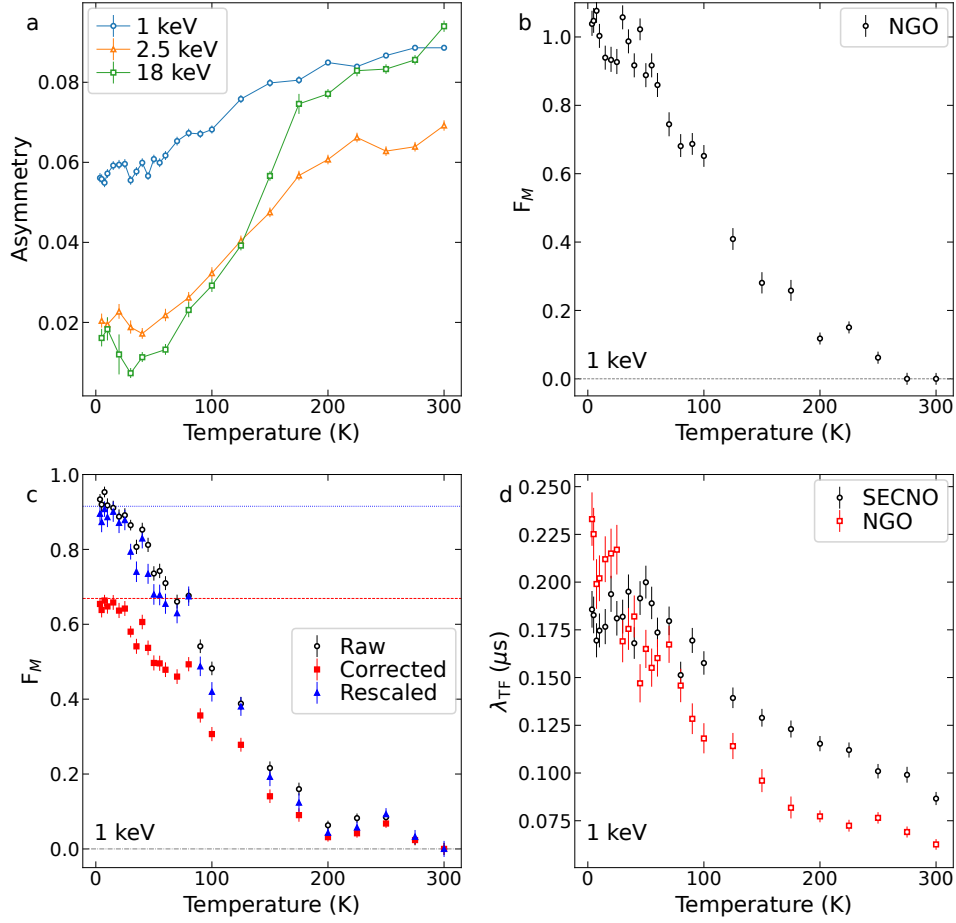 a
1 keV
2.5 keV
18 keV
0.08
0.06
0.04
0.02
Asymmetry
0
100
200
300
Temperature (K)
b
NGO
1.0
0.8
0.6
0.4
0.2
0.0
F_M
1 keV
0
100
200
300
Temperature (K)
c
1.0
0.8
0.6
0.4
0.2
0.0
F_M
Raw
Corrected
Rescaled
1 keV
0
100
200
300
Temperature (K)
d
SECNO
NGO
0.250
0.225
0.200
0.175
0.150
0.125
0.100
0.075
λ_TF (μs)
1 keV
0
100
200
300
Temperature (K)